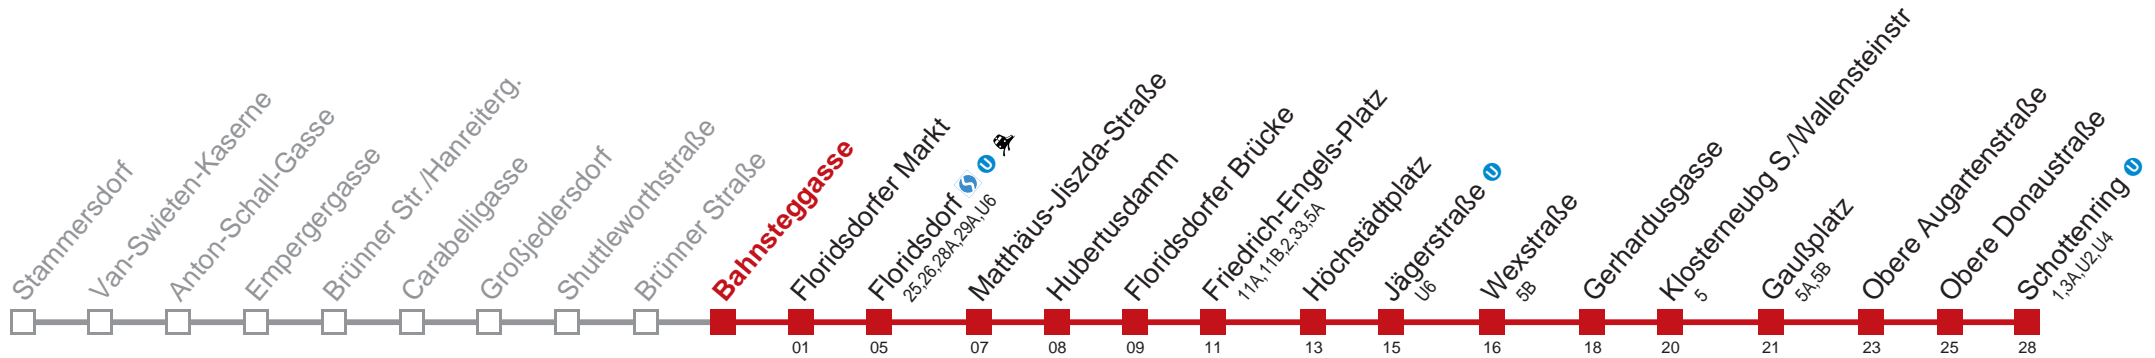 Stammersdorf
Van-Swieten-Kaserne
Anton-Schall-Gasse
Empergergasse
Brünner Str./Hanreiterg.
Carabelligasse
Großjedlersdorf
Shuttleworthstraße
Brünner Straße
Bahnsteggasse
Floridsdorfer Markt
01
Floridsdorf S U
25,26,28A,29A,U6
05
Matthäus-Jiszda-Straße
07
Hubertusdamm
08
Floridsdorfer Brücke
09
Friedrich-Engels-Platz
11A,11B,2,33,5A
11
Höchstädtplatz
13
Jägerstraße U
U6
15
Wexstraße
5B
16
Gerhardusgasse
18
Klosterneubg S./Wallensteinstr
5
20
Gaußplatz
5A,5B
21
Obere Augartenstraße
23
Obere Donaustraße
25
Schottenring U
1,3A,U2,U4
28